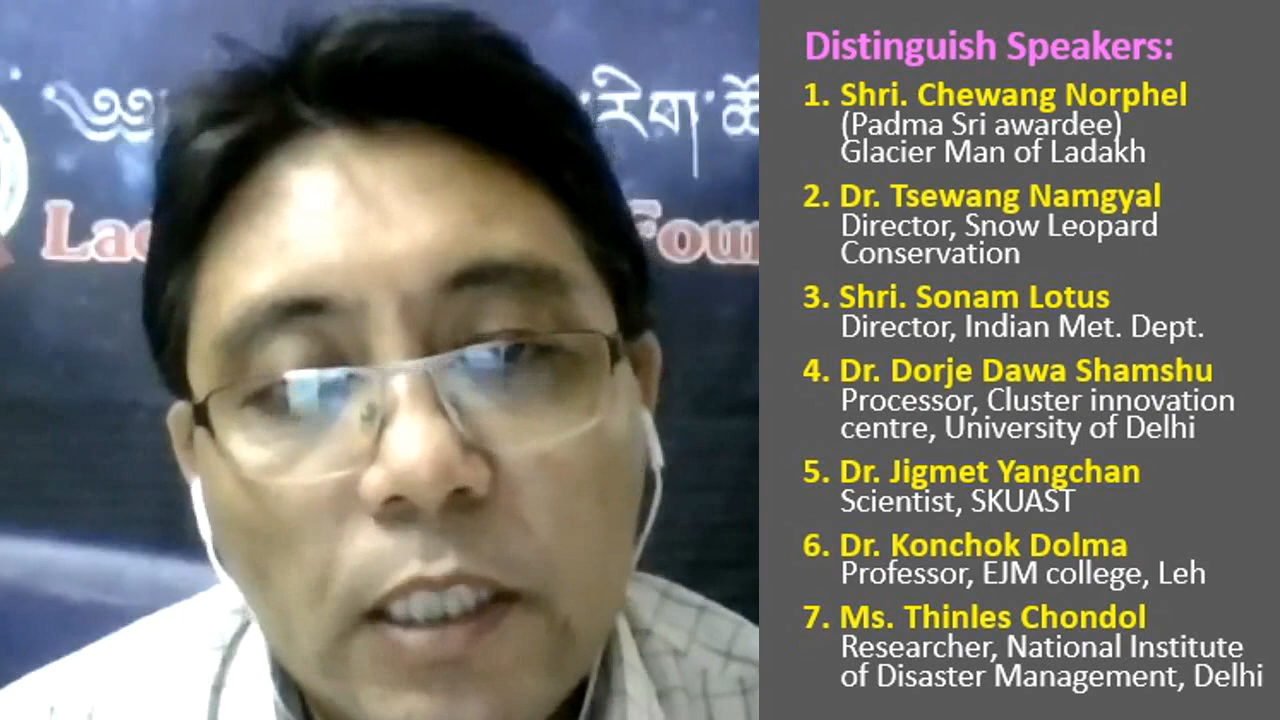 རིག
Distinguish Speakers:
1. Shri. Chewang Norphel
(Padma Sri awardee)
Glacier Man of Ladakh
2. Dr. Tsewang Namgyal
Director, Snow Leopard
Conservation
3. Shri. Sonam Lotus
Director, Indian Met. Dept.
4. Dr. Dorje Dawa Shamshu
Processor, Cluster innovation
centre, University of Delhi
5. Dr. Jigmet Yangchan
Scientist, SKUAST
6. Dr. Konchok Dolma
Professor, EJM college, Leh
7. Ms. Thinles Chondol
Researcher, National Institute
of Disaster Management, Delhi